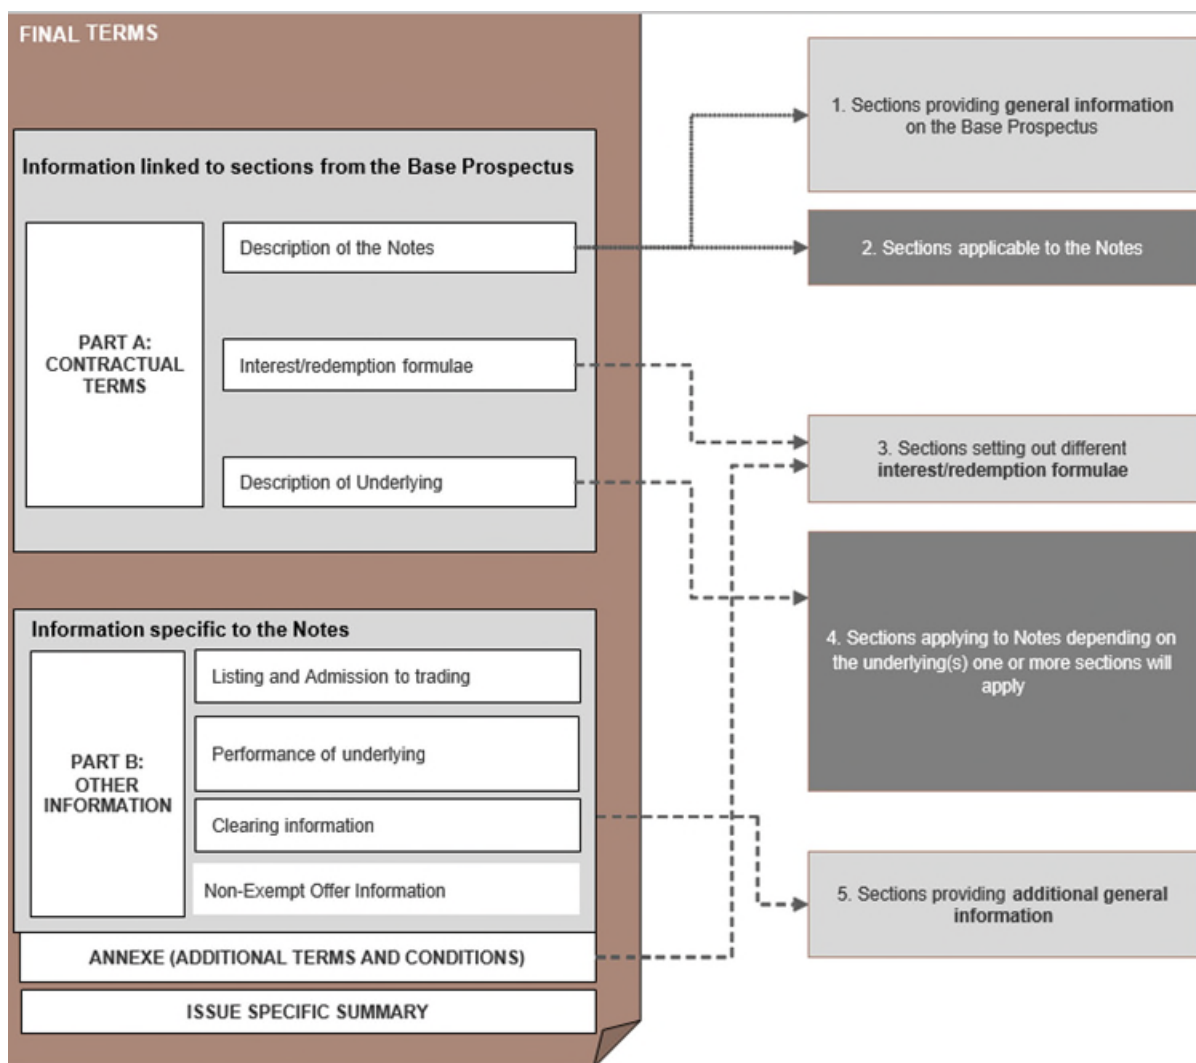 FINAL TERMS
Information linked to sections from the Base Prospectus
PART A:
CONTRACTUAL
TERMS
Description of the Notes
Interest/redemption formulae
Description of Underlying
Information specific to the Notes
PART B:
OTHER
INFORMATION
Listing and Admission to trading
Performance of underlying
Clearing information
Non-Exempt Offer Information
ANNEXE (ADDITIONAL TERMS AND CONDITIONS)
ISSUE SPECIFIC SUMMARY
1. Sections providing general information
on the Base Prospectus
2. Sections applicable to the Notes
3. Sections setting out different
interest/redemption formulae
4. Sections applying to Notes depending on
the underlying(s) one or more sections will
apply
5. Sections providing additional general
information